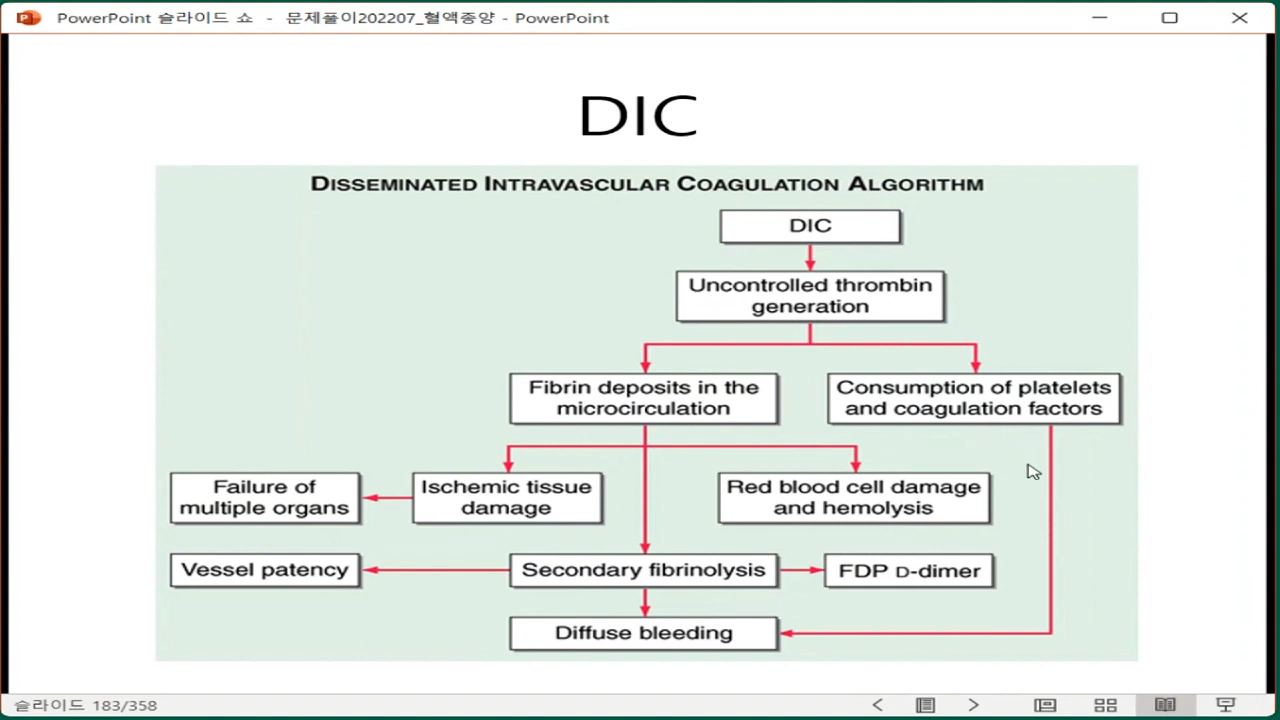 PowerPoint 슬라이드 쇼 - 문제풀이202207_혈액종양 - PowerPoint
DIC
DISSEMINATED INTRAVASCULAR COAGULATION ALGORITHM
DIC
Uncontrolled thrombin
generation
Fibrin deposits in the
microcirculation
Consumption of platelets
and coagulation factors
Failure of
multiple organs
Ischemic tissue
damage
Red blood cell damage
and hemolysis
Vessel patency
Secondary fibrinolysis
FDP D-dimer
Diffuse bleeding
슬라이드 183/358